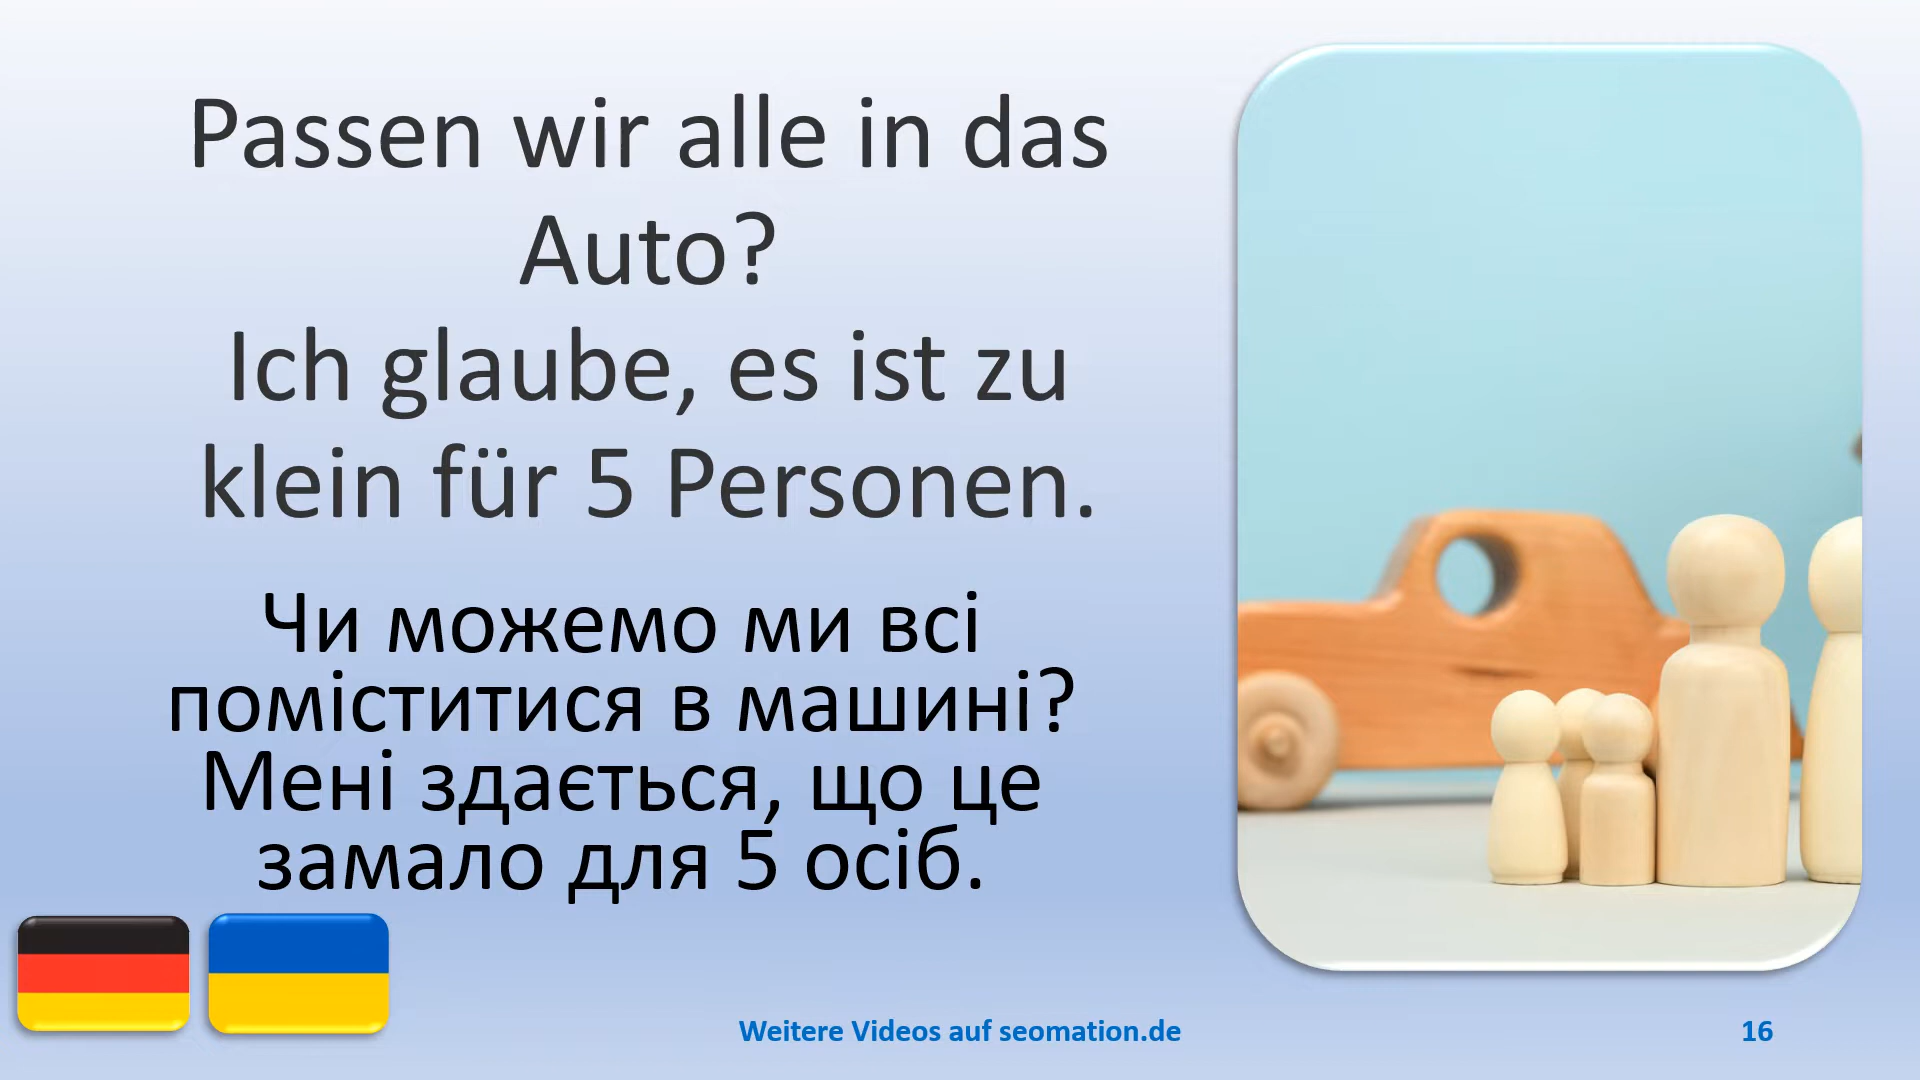 Passen wir alle in das
Auto?
Ich glaube, es ist zu
klein für 5 Personen.
Чи можемо ми всі
поміститися в машині?
Мені здається, що це
замало для 5 осіб.
Weitere Videos auf seomation.de
16